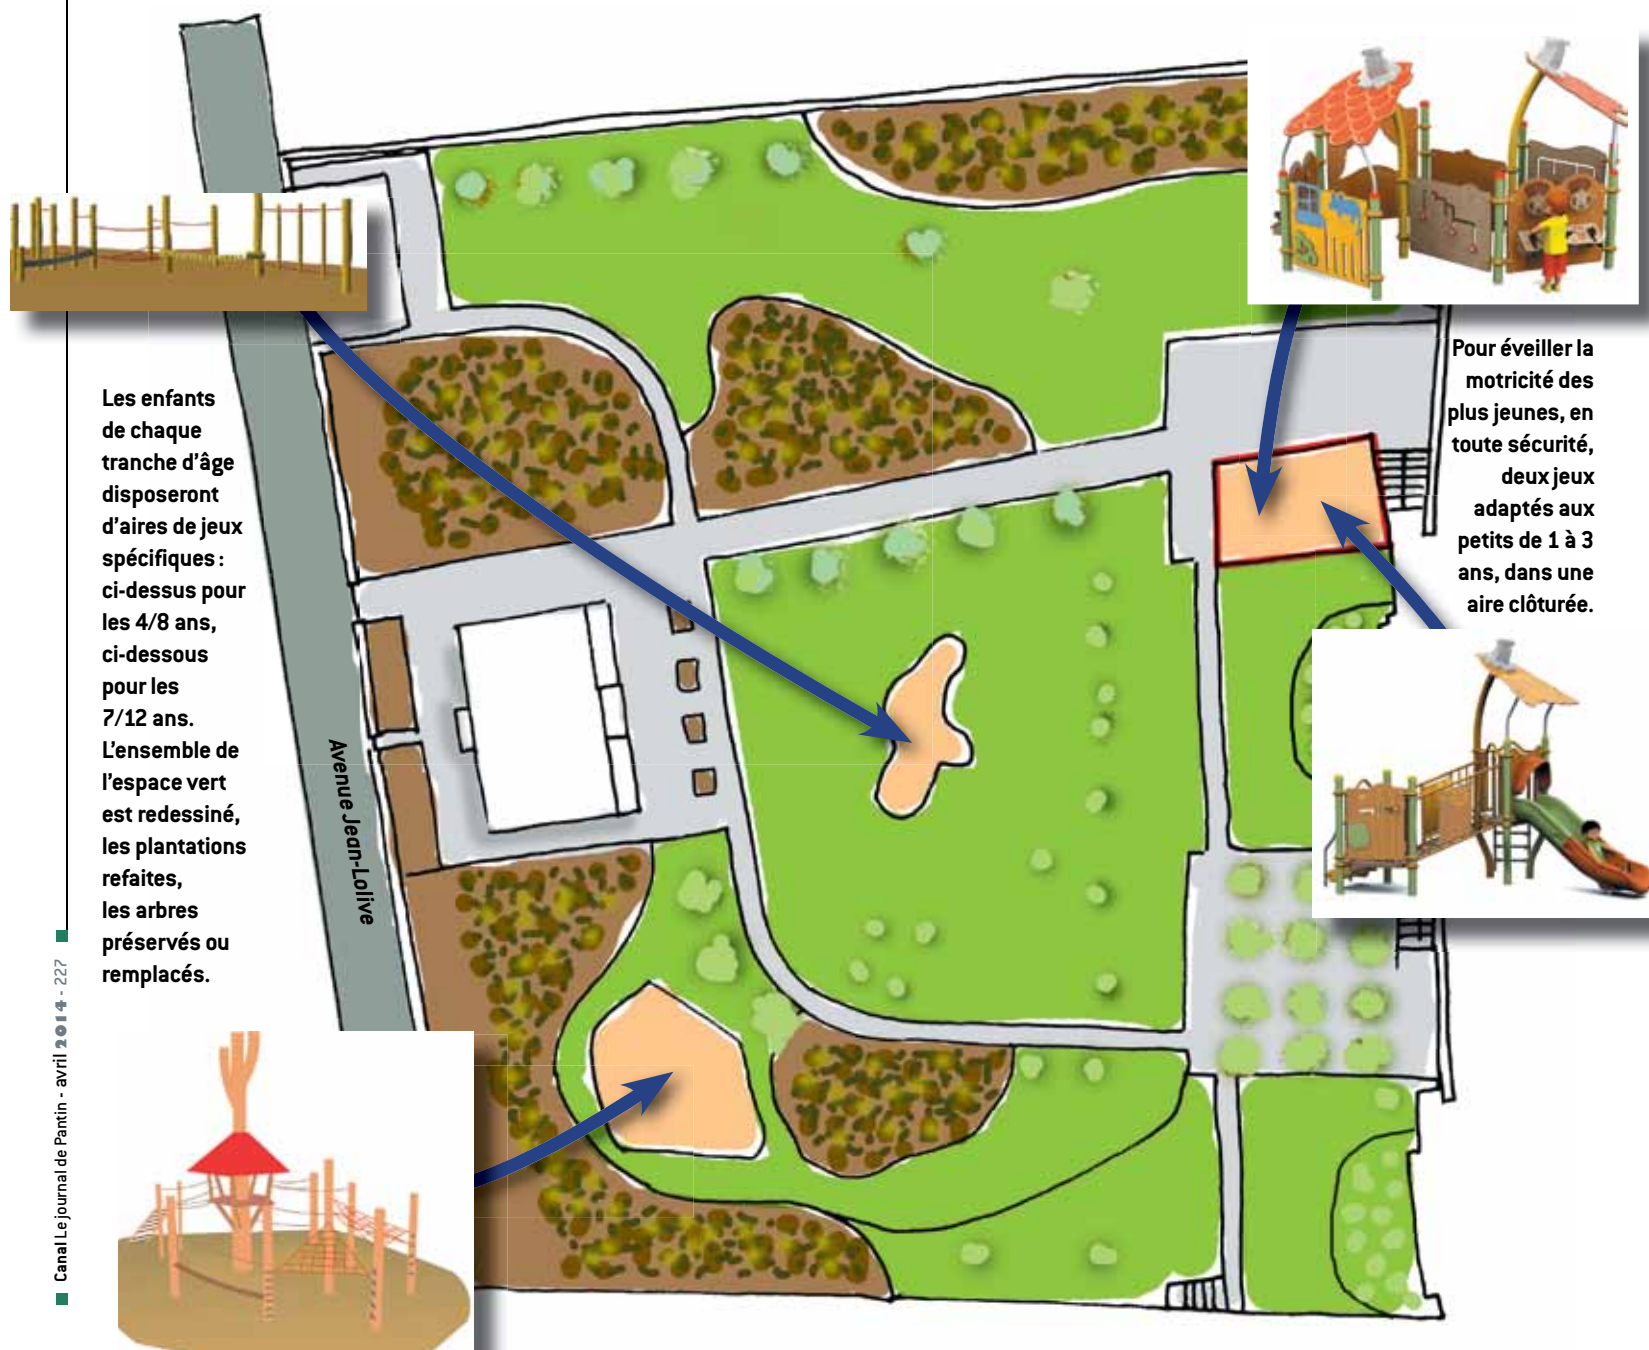 Les enfants
de chaque
tranche d'âge
disposeront
d'aires de jeux
spécifiques :
ci-dessus pour
les 4/8 ans,
ci-dessous
pour les
7/12 ans.
L'ensemble de
l'espace vert
est redessiné,
les plantations
refaites,
les arbres
préservés ou
remplacés.
Pour éveiller la
motricité des
plus jeunes, en
toute sécurité,
deux jeux
adaptés aux
petits de 1 à 3
ans, dans une
aire clôturée.
Avenue Jean-Lolive
Canal Le journal de Pantin - avril 2014 - 227